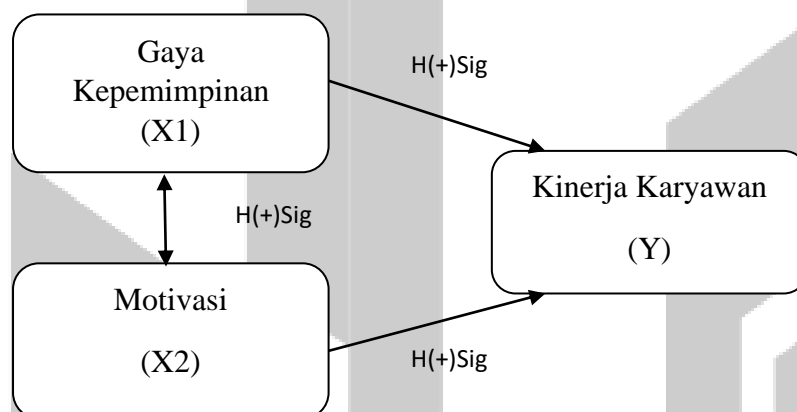 Gaya
Kepemimpinan
(X1)
H(+)Sig
Kinerja Karyawan
(Y)
H(+)Sig
Motivasi
(X2)
H(+)Sig